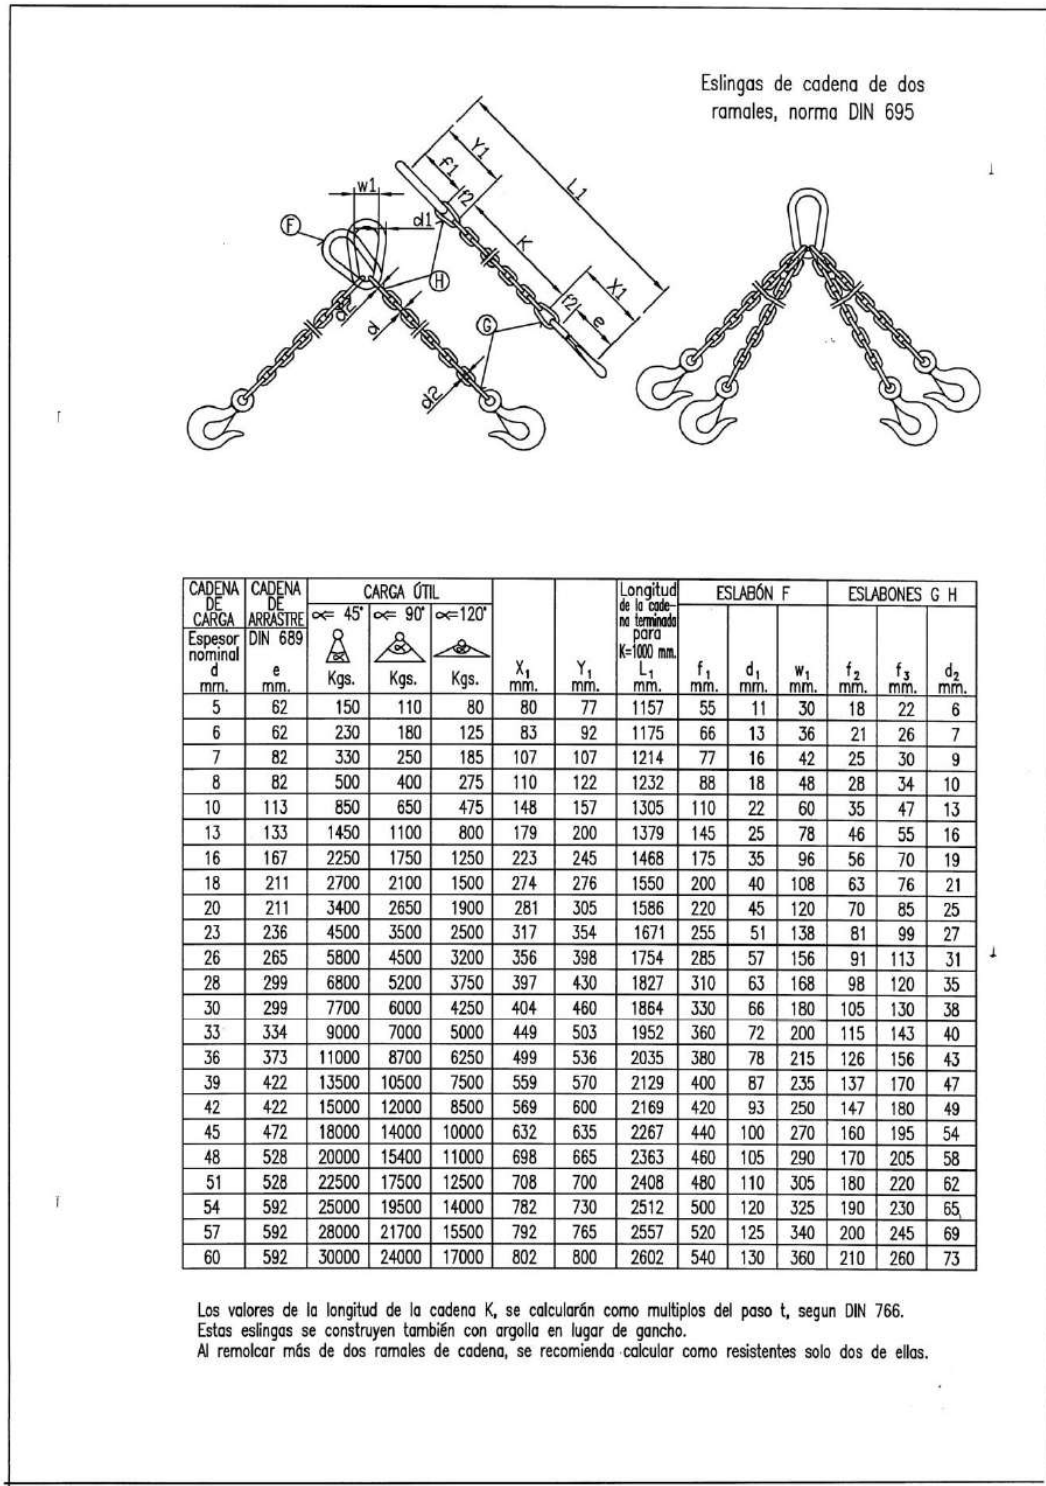 Eslingas de cadena de dos
ramales, norma DIN 695
L1
Y1
f1
f2
K
X1
f2
e
w1
F
d1
H
d2
d
G
d2
CADENA DE CARGA CADENA DE ARRASTRE CARGA ÚTIL Longitud de la cade- na terminada para K=1000 mm. ESLABÓN F ESLABONES G H
Espesor nominal d mm. DIN 689 e mm. ∝= 45° ∝ Kgs. ∝= 90° ∝ Kgs. ∝=120° ∝ Kgs. X1 mm. Y1 mm. L1 mm. f1 mm. d1 mm. w1 mm. f2 mm. f3 mm. d2 mm.
5 62 150 110 80 80 77 1157 55 11 30 18 22 6
6 62 230 180 125 83 92 1175 66 13 36 21 26 7
7 82 330 250 185 107 107 1214 77 16 42 25 30 9
8 82 500 400 275 110 122 1232 88 18 48 28 34 10
10 113 850 650 475 148 157 1305 110 22 60 35 47 13
13 133 1450 1100 800 179 200 1379 145 25 78 46 55 16
16 167 2250 1750 1250 223 245 1468 175 35 96 56 70 19
18 211 2700 2100 1500 274 276 1550 200 40 108 63 76 21
20 211 3400 2650 1900 281 305 1586 220 45 120 70 85 25
23 236 4500 3500 2500 317 354 1671 255 51 138 81 99 27
26 265 5800 4500 3200 356 398 1754 285 57 156 91 113 31
28 299 6800 5200 3750 397 430 1827 310 63 168 98 120 35
30 299 7700 6000 4250 404 460 1864 330 66 180 105 130 38
33 334 9000 7000 5000 449 503 1952 360 72 200 115 143 40
36 373 11000 8700 6250 499 536 2035 380 78 215 126 156 43
39 422 13500 10500 7500 559 570 2129 400 87 235 137 170 47
42 422 15000 12000 8500 569 600 2169 420 93 250 147 180 49
45 472 18000 14000 10000 632 635 2267 440 100 270 160 195 54
48 528 20000 15400 11000 698 665 2363 460 105 290 170 205 58
51 528 22500 17500 12500 708 700 2408 480 110 305 180 220 62
54 592 25000 19500 14000 782 730 2512 500 120 325 190 230 65
57 592 28000 21700 15500 792 765 2557 520 125 340 200 245 69
60 592 30000 24000 17000 802 800 2602 540 130 360 210 260 73
Los valores de la longitud de la cadena K, se calcularán como multiplos del paso t, segun DIN 766.
Estas eslingas se construyen también con argolla en lugar de gancho.
Al remolcar más de dos ramales de cadena, se recomienda calcular como resistentes solo dos de ellas.